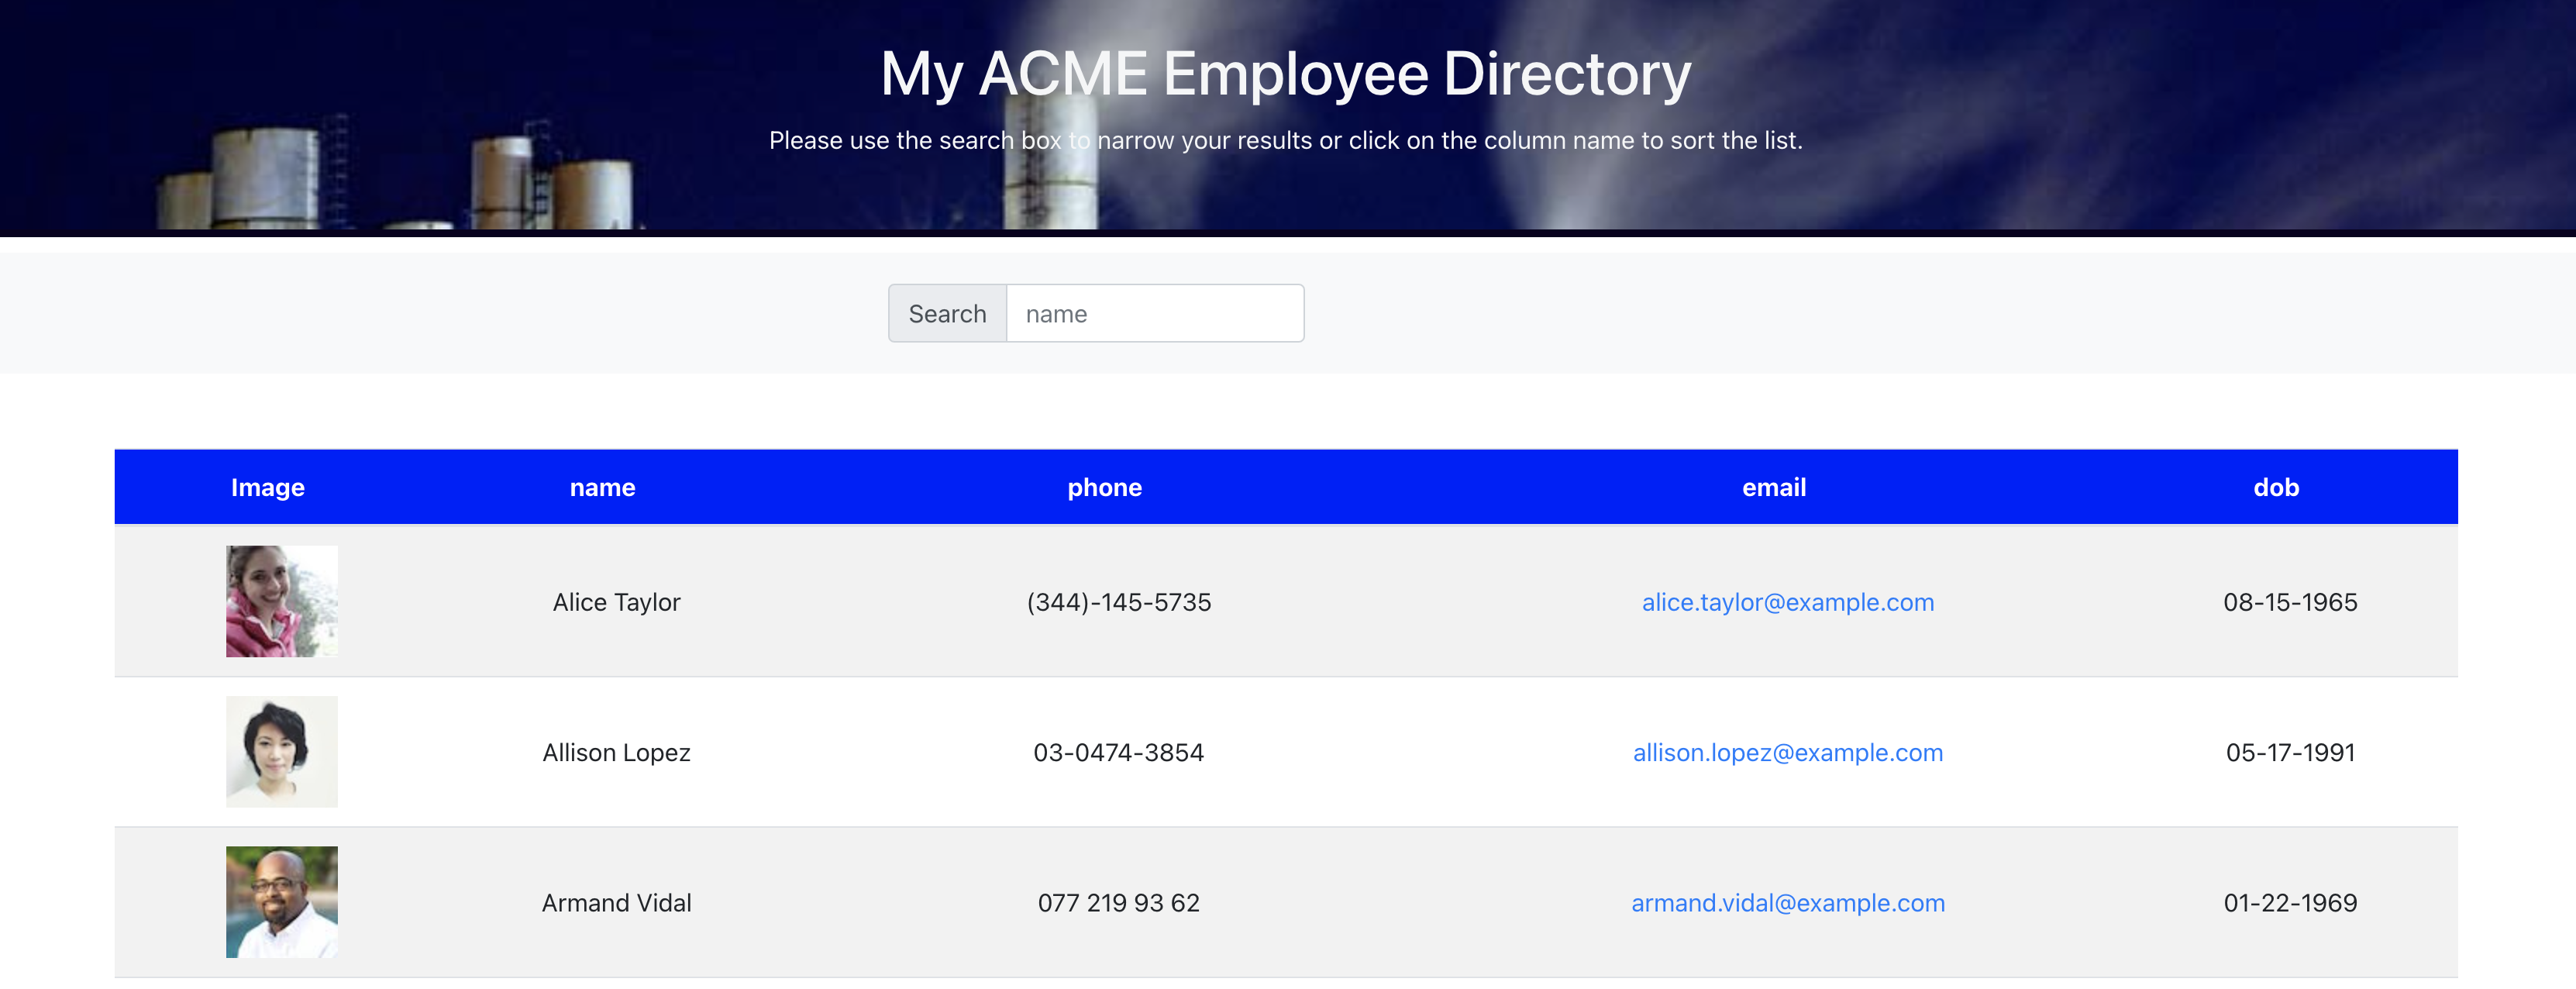 My ACME Employee Directory
Please use the search box to narrow your results or click on the column name to sort the list.
Search name
Image name phone email dob
Alice Taylor (344)-145-5735 alice.taylor@example.com 08-15-1965
Allison Lopez 03-0474-3854 allison.lopez@example.com 05-17-1991
Armand Vidal 077 219 93 62 armand.vidal@example.com 01-22-1969